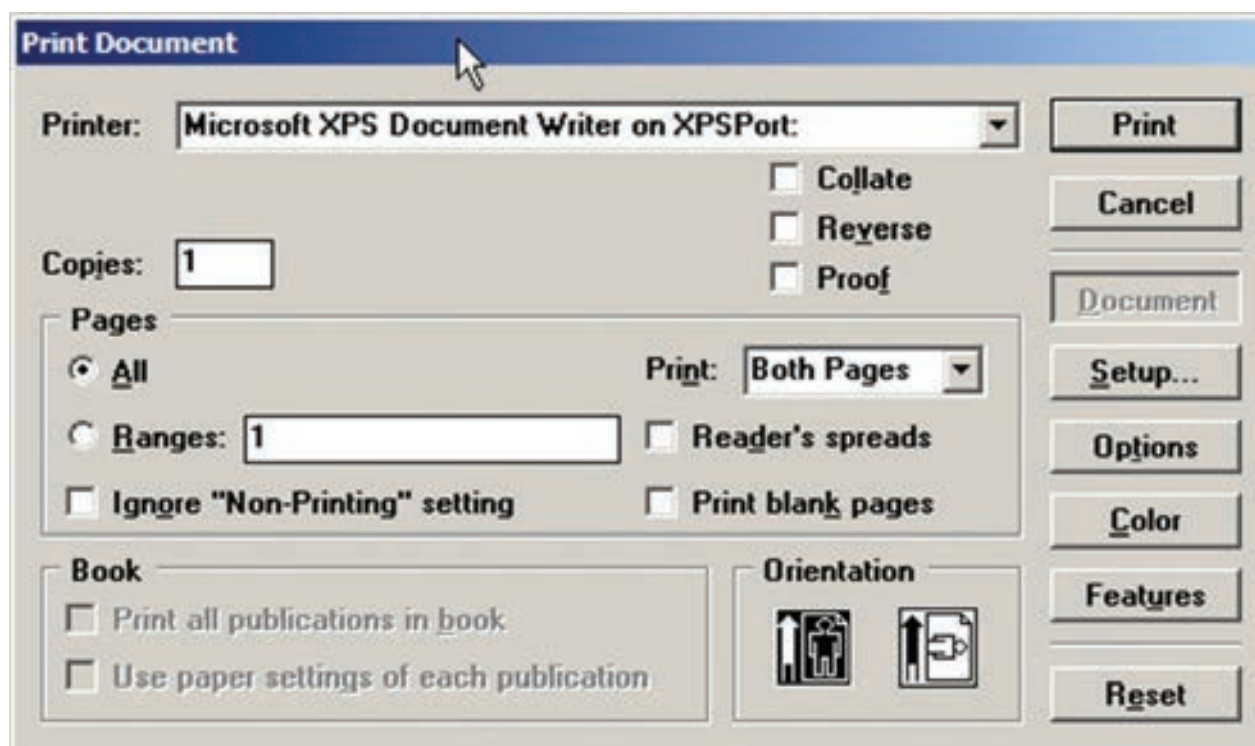 Print Document
Printer: Microsoft XPS Document Writer on XPSPort: Print
Collate
Cancel
Reverse
Copies: 1
Proof
Document
Pages
All Print: Both Pages Setup...
Ranges: 1 Reader's spreads Options
Ignore "Non-Printing" setting Print blank pages
Color
Book Orientation
Features
Print all publications in book
Use paper settings of each publication
Reset